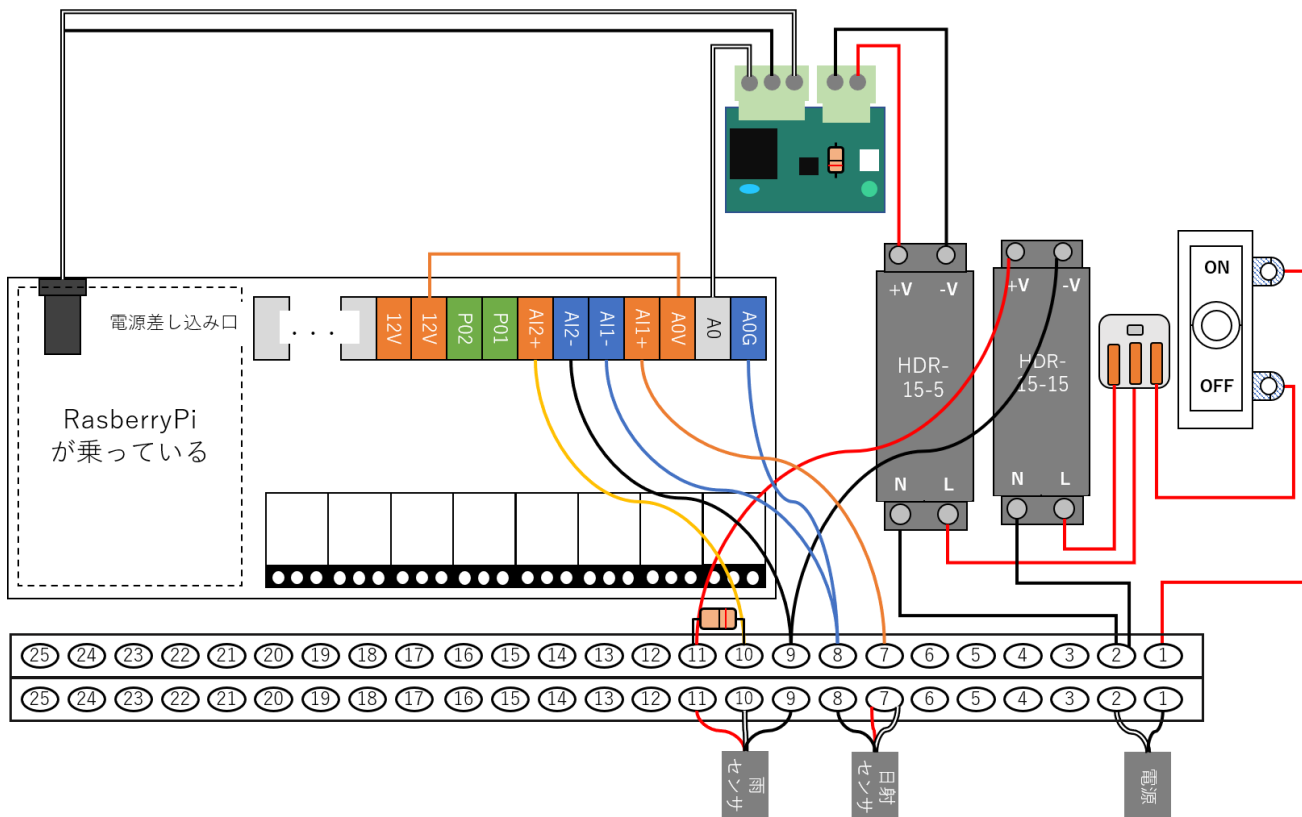 ON
+V -V
+V -V
電源差し込み口
・・・
12V
12V
P02
P01
AI2+
AI2-
AI1-
AI1+
A0V
A0
A0G
HDR-
15-5
HDR-
15-15
OFF
RasberryPi
が乗っている
N L
N L
25 24 23 22 21 20 19 18 17 16 15 14 13 12 11 10 9 8 7 6 5 4 3 2 1
25 24 23 22 21 20 19 18 17 16 15 14 13 12 11 10 9 8 7 6 5 4 3 2 1
雨
センサ
日射
センサ
電源